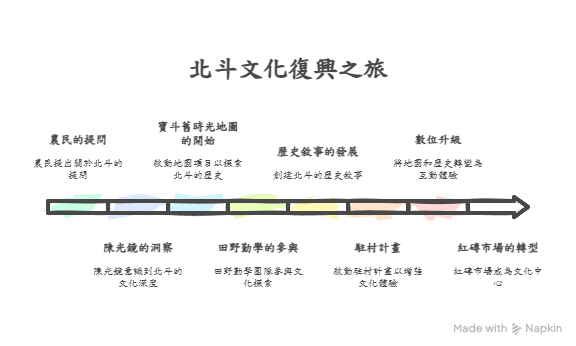 北斗文化復興之旅
農民的提問
農民提出關於北斗的
提問
陳光鏡的洞察
陳光鏡意識到北斗的
文化深度
寶斗舊時光地圖
的開始
啟動地圖項目以探索
北斗的歷史
田野勤學的參與
田野勤學團隊參與文
化探索
歷史敘事的發展
創建北斗的歷史敘事
駐村計畫
啟動駐村計畫以增強
文化體驗
數位升級
將地圖和歷史轉變為
互動體驗
紅磚市場的轉型
紅磚市場成為文化中
心
Made with Napkin